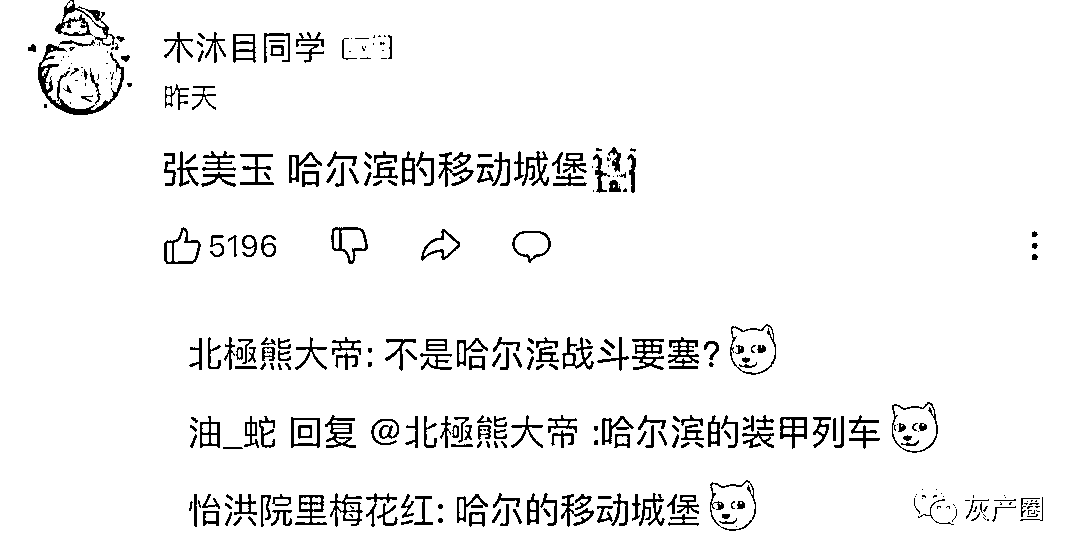 木沐目同学
昨天
张美玉 哈尔滨的移动城堡
5196
北極熊大帝: 不是哈尔滨战斗要塞?
油_蛇 回复 @北極熊大帝 :哈尔滨的装甲列车
怡洪院里梅花红: 哈尔的移动城堡
灰产圈